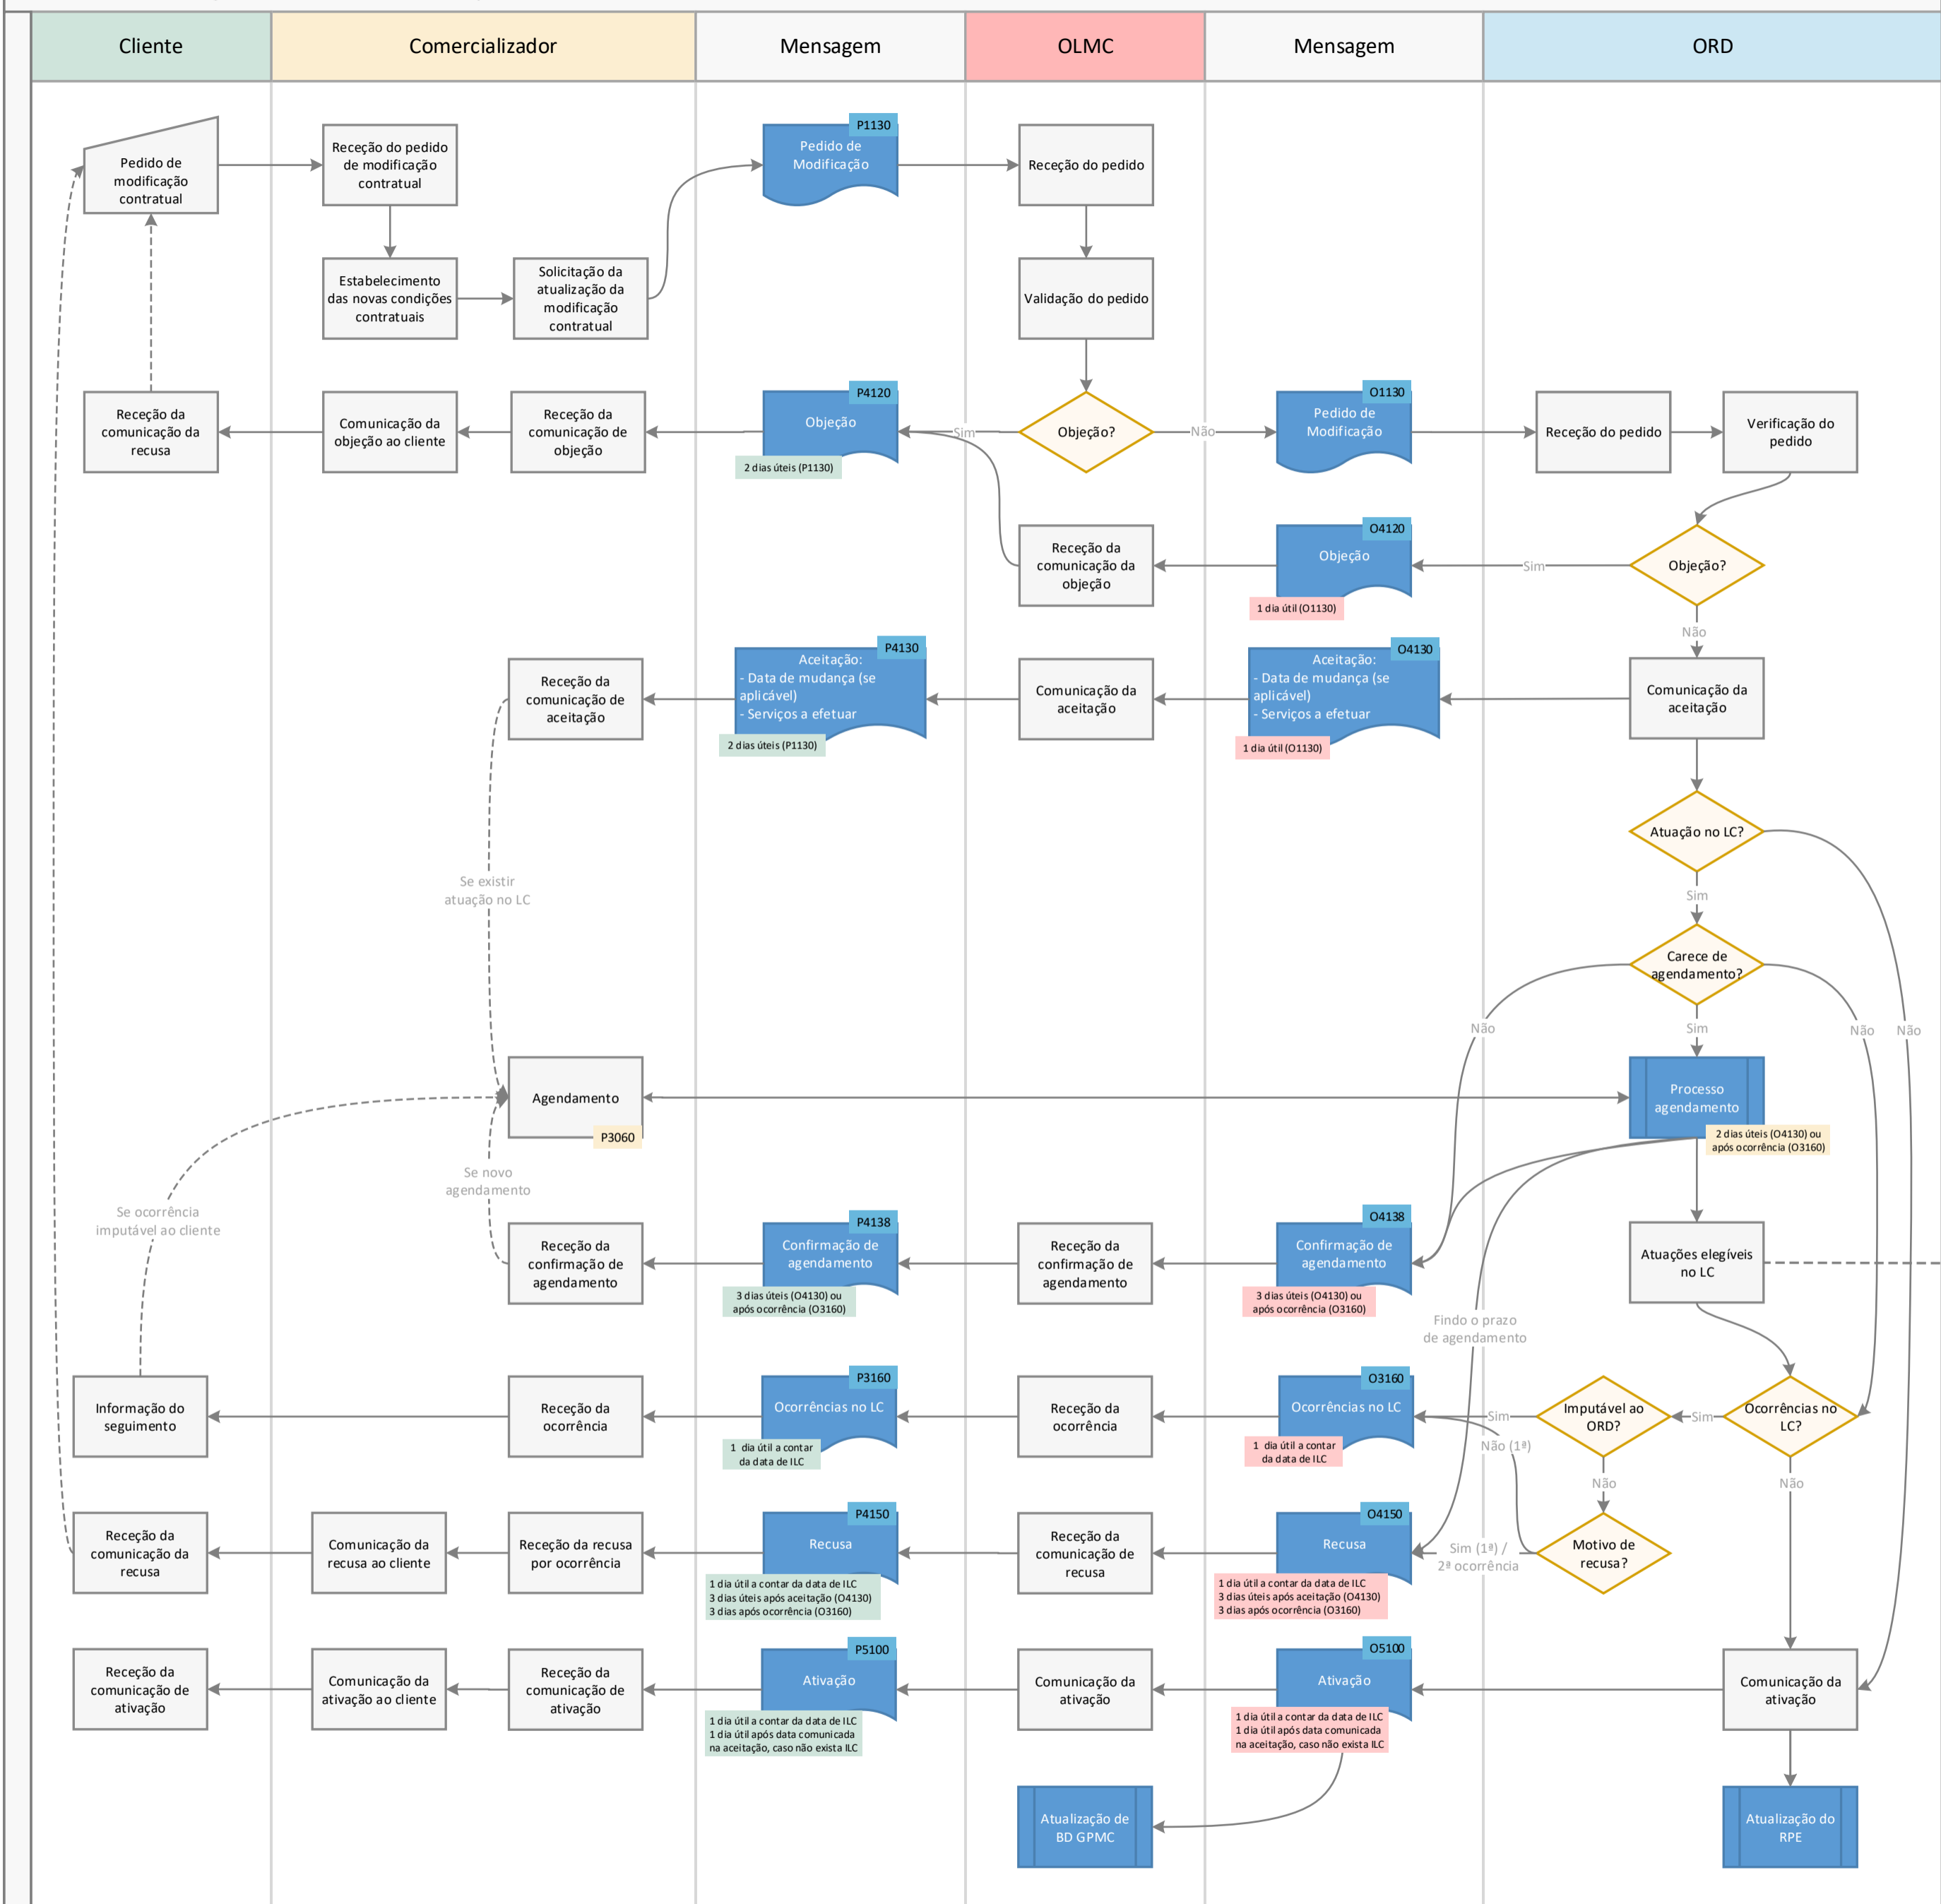 Cliente
Comercializador
Mensagem
OLMC
Mensagem
ORD
Pedido de
modificação
contratual
Receção do pedido
de modificação
contratual
P1130
Pedido de
Modificação
Receção do pedido
Estabelecimento
das novas condições
contratuais
Solicitação da
atualização da
modificação
contratual
Validação do pedido
Receção da
comunicação da
recusa
Comunicação da
objeção ao cliente
Receção da
comunicação de
objeção
P4120
Objeção
2 dias úteis (P1130)
Sim
Objeção?
Não
O1130
Pedido de
Modificação
Receção do pedido
Verificação do
pedido
Receção da
comunicação da
objeção
O4120
Objeção
1 dia útil (O1130)
Sim
Objeção?
Não
Receção da
comunicação de
aceitação
P4130
Aceitação:
- Data de mudança (se
aplicável)
- Serviços a efetuar
2 dias úteis (P1130)
Comunicação da
aceitação
O4130
Aceitação:
- Data de mudança (se
aplicável)
- Serviços a efetuar
1 dia útil (O1130)
Comunicação da
aceitação
Atuação no LC?
Se existir
atuação no LC
Sim
Carece de
agendamento?
Não
Sim
Não
Não
Agendamento
P3060
Processo
agendamento
2 dias úteis (O4130) ou
após ocorrência (O3160)
Se novo
agendamento
Se ocorrência
imputável ao cliente
Receção da
confirmação de
agendamento
P4138
Confirmação de
agendamento
3 dias úteis (O4130) ou
após ocorrência (O3160)
Receção da
confirmação de
agendamento
O4138
Confirmação de
agendamento
3 dias úteis (O4130) ou
após ocorrência (O3160)
Atuações elegíveis
no LC
Findo o prazo
de agendamento
Informação do
seguimento
Receção da
ocorrência
P3160
Ocorrências no LC
1 dia útil a contar
da data de ILC
Receção da
ocorrência
O3160
Ocorrências no LC
1 dia útil a contar
da data de ILC
Sim
Imputável ao
ORD?
Sim
Ocorrências no
LC?
Não (1ª)
Não
Não
Receção da
comunicação da
recusa
Comunicação da
recusa ao cliente
Receção da recusa
por ocorrência
P4150
Recusa
1 dia útil a contar da data de ILC
3 dias úteis após aceitação (O4130)
3 dias após ocorrência (O3160)
Receção da
comunicação de
recusa
O4150
Recusa
1 dia útil a contar da data de ILC
3 dias úteis após aceitação (O4130)
3 dias após ocorrência (O3160)
Sim (1ª) /
2ª ocorrência
Motivo de
recusa?
Receção da
comunicação de
ativação
Comunicação da
ativação ao cliente
Receção da
comunicação de
ativação
P5100
Ativação
1 dia útil a contar da data de ILC
1 dia útil após data comunicada
na aceitação, caso não exista ILC
Comunicação da
ativação
O5100
Ativação
1 dia útil a contar da data de ILC
1 dia útil após data comunicada
na aceitação, caso não exista ILC
Comunicação da
ativação
Atualização de
BD GPMC
Atualização do
RPE